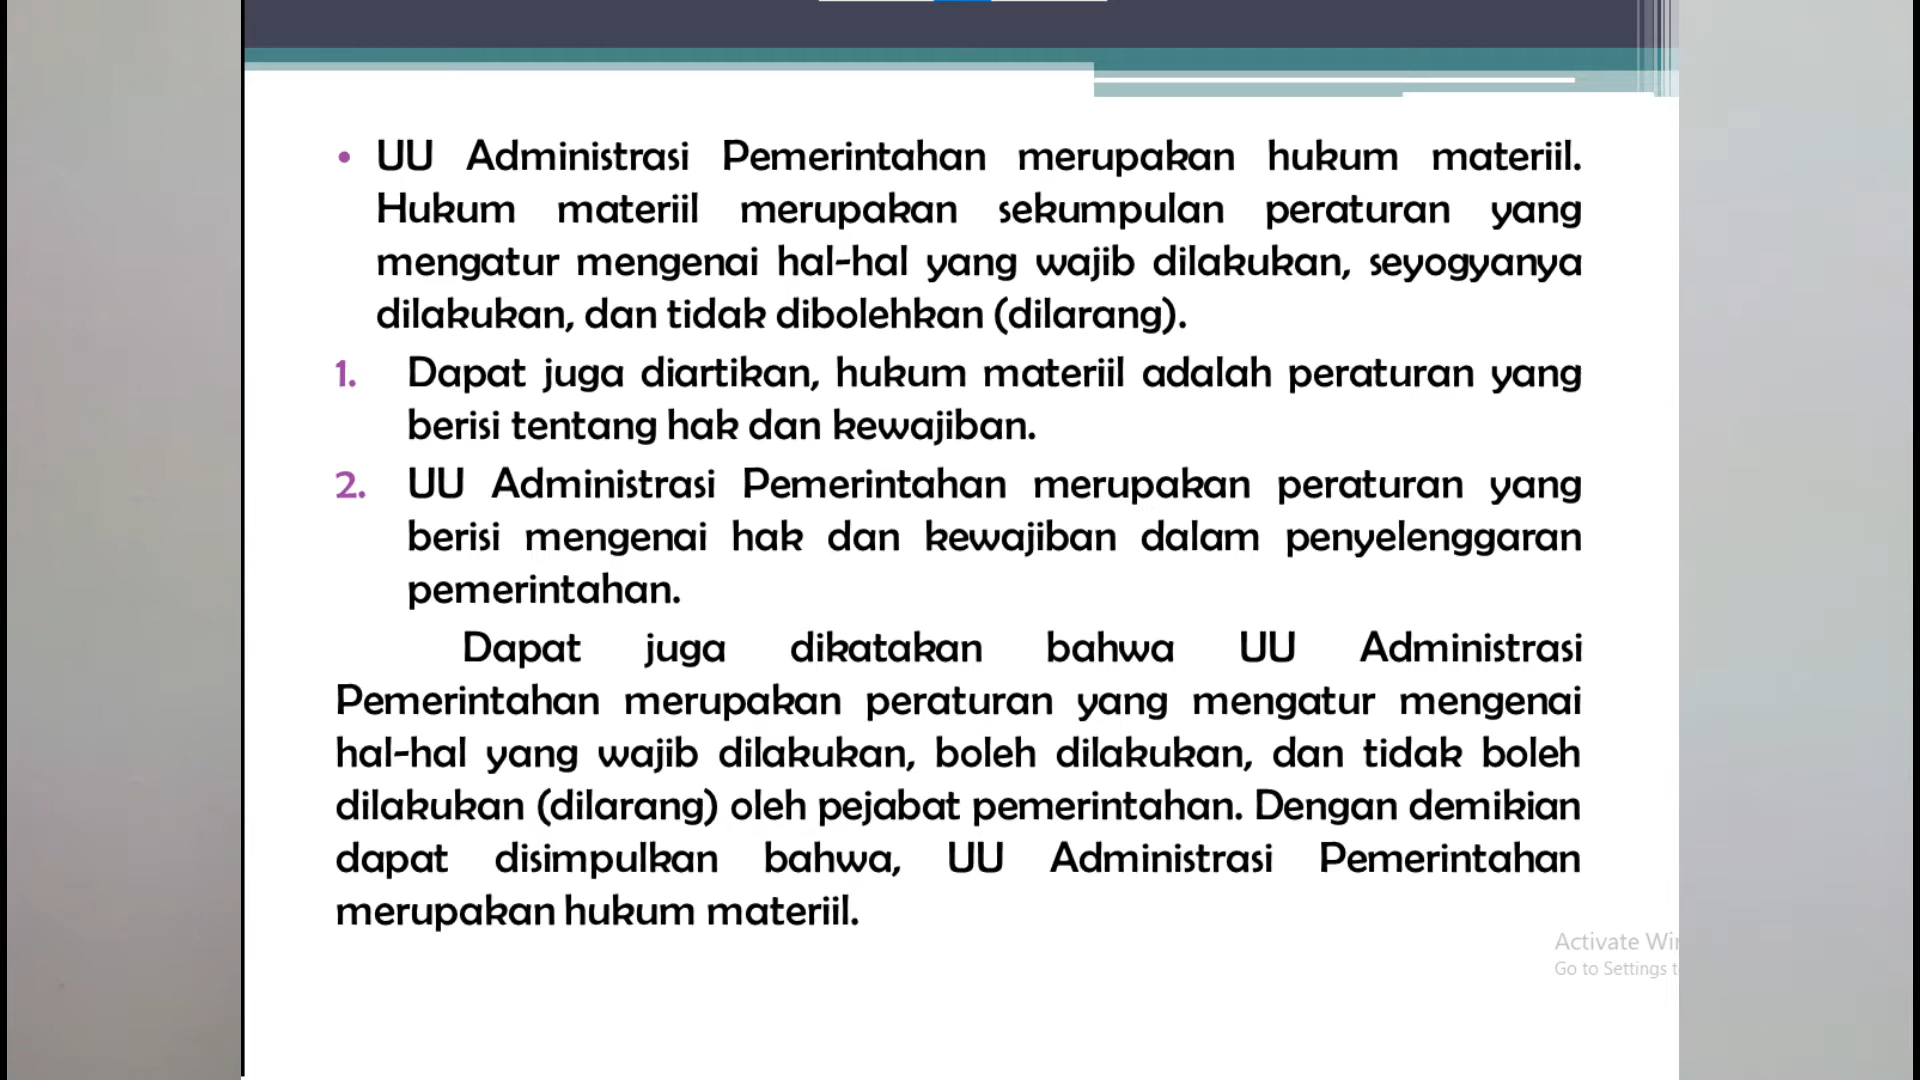 • UU Administrasi Pemerintahan merupakan hukum materiil.
Hukum materiil merupakan sekumpulan peraturan yang
mengatur mengenai hal-hal yang wajib dilakukan, seyogyanya
dilakukan, dan tidak dibolehkan (dilarang).
1. Dapat juga diartikan, hukum materiil adalah peraturan yang
berisi tentang hak dan kewajiban.
2. UU Administrasi Pemerintahan merupakan peraturan yang
berisi mengenai hak dan kewajiban dalam penyelenggaran
pemerintahan.
Dapat juga dikatakan bahwa UU Administrasi
Pemerintahan merupakan peraturan yang mengatur mengenai
hal-hal yang wajib dilakukan, boleh dilakukan, dan tidak boleh
dilakukan (dilarang) oleh pejabat pemerintahan. Dengan demikian
dapat disimpulkan bahwa, UU Administrasi Pemerintahan
merupakan hukum materiil.
Activate
Go to Settings